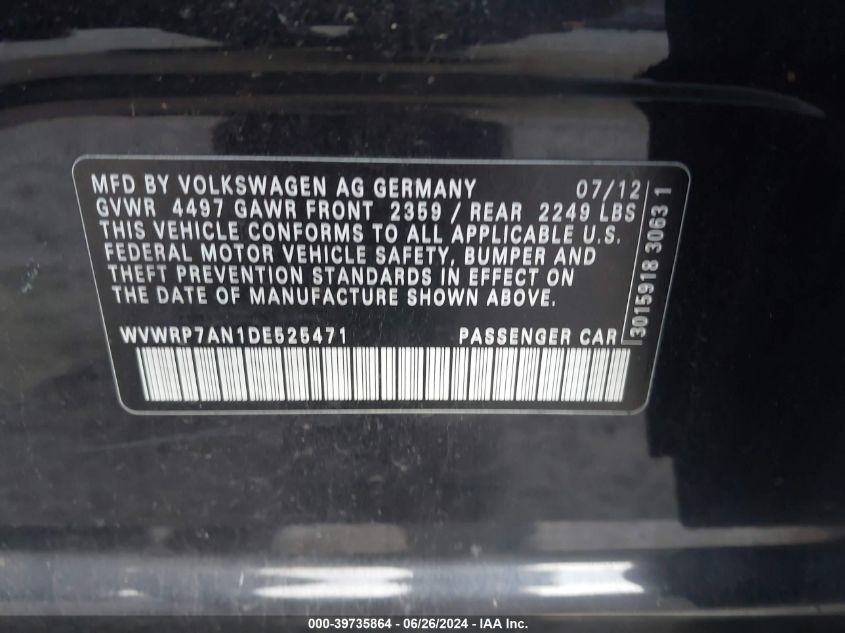 MFD BY VOLKSWAGEN AG GERMANY 07/12
GVWR 4497 GAWR FRONT 2359 / REAR 2249 LBS
THIS VEHICLE CONFORMS TO ALL APPLICABLE U.S.
FEDERAL MOTOR VEHICLE SAFETY, BUMPER AND
THEFT PREVENTION STANDARDS IN EFFECT ON
THE DATE OF MANUFACTURE SHOWN ABOVE.
WVWRP7AN1DE525471 PASSENGER CAR
3015918 3063 1
000-39735864 / 06/26/2024 - IAA Inc.